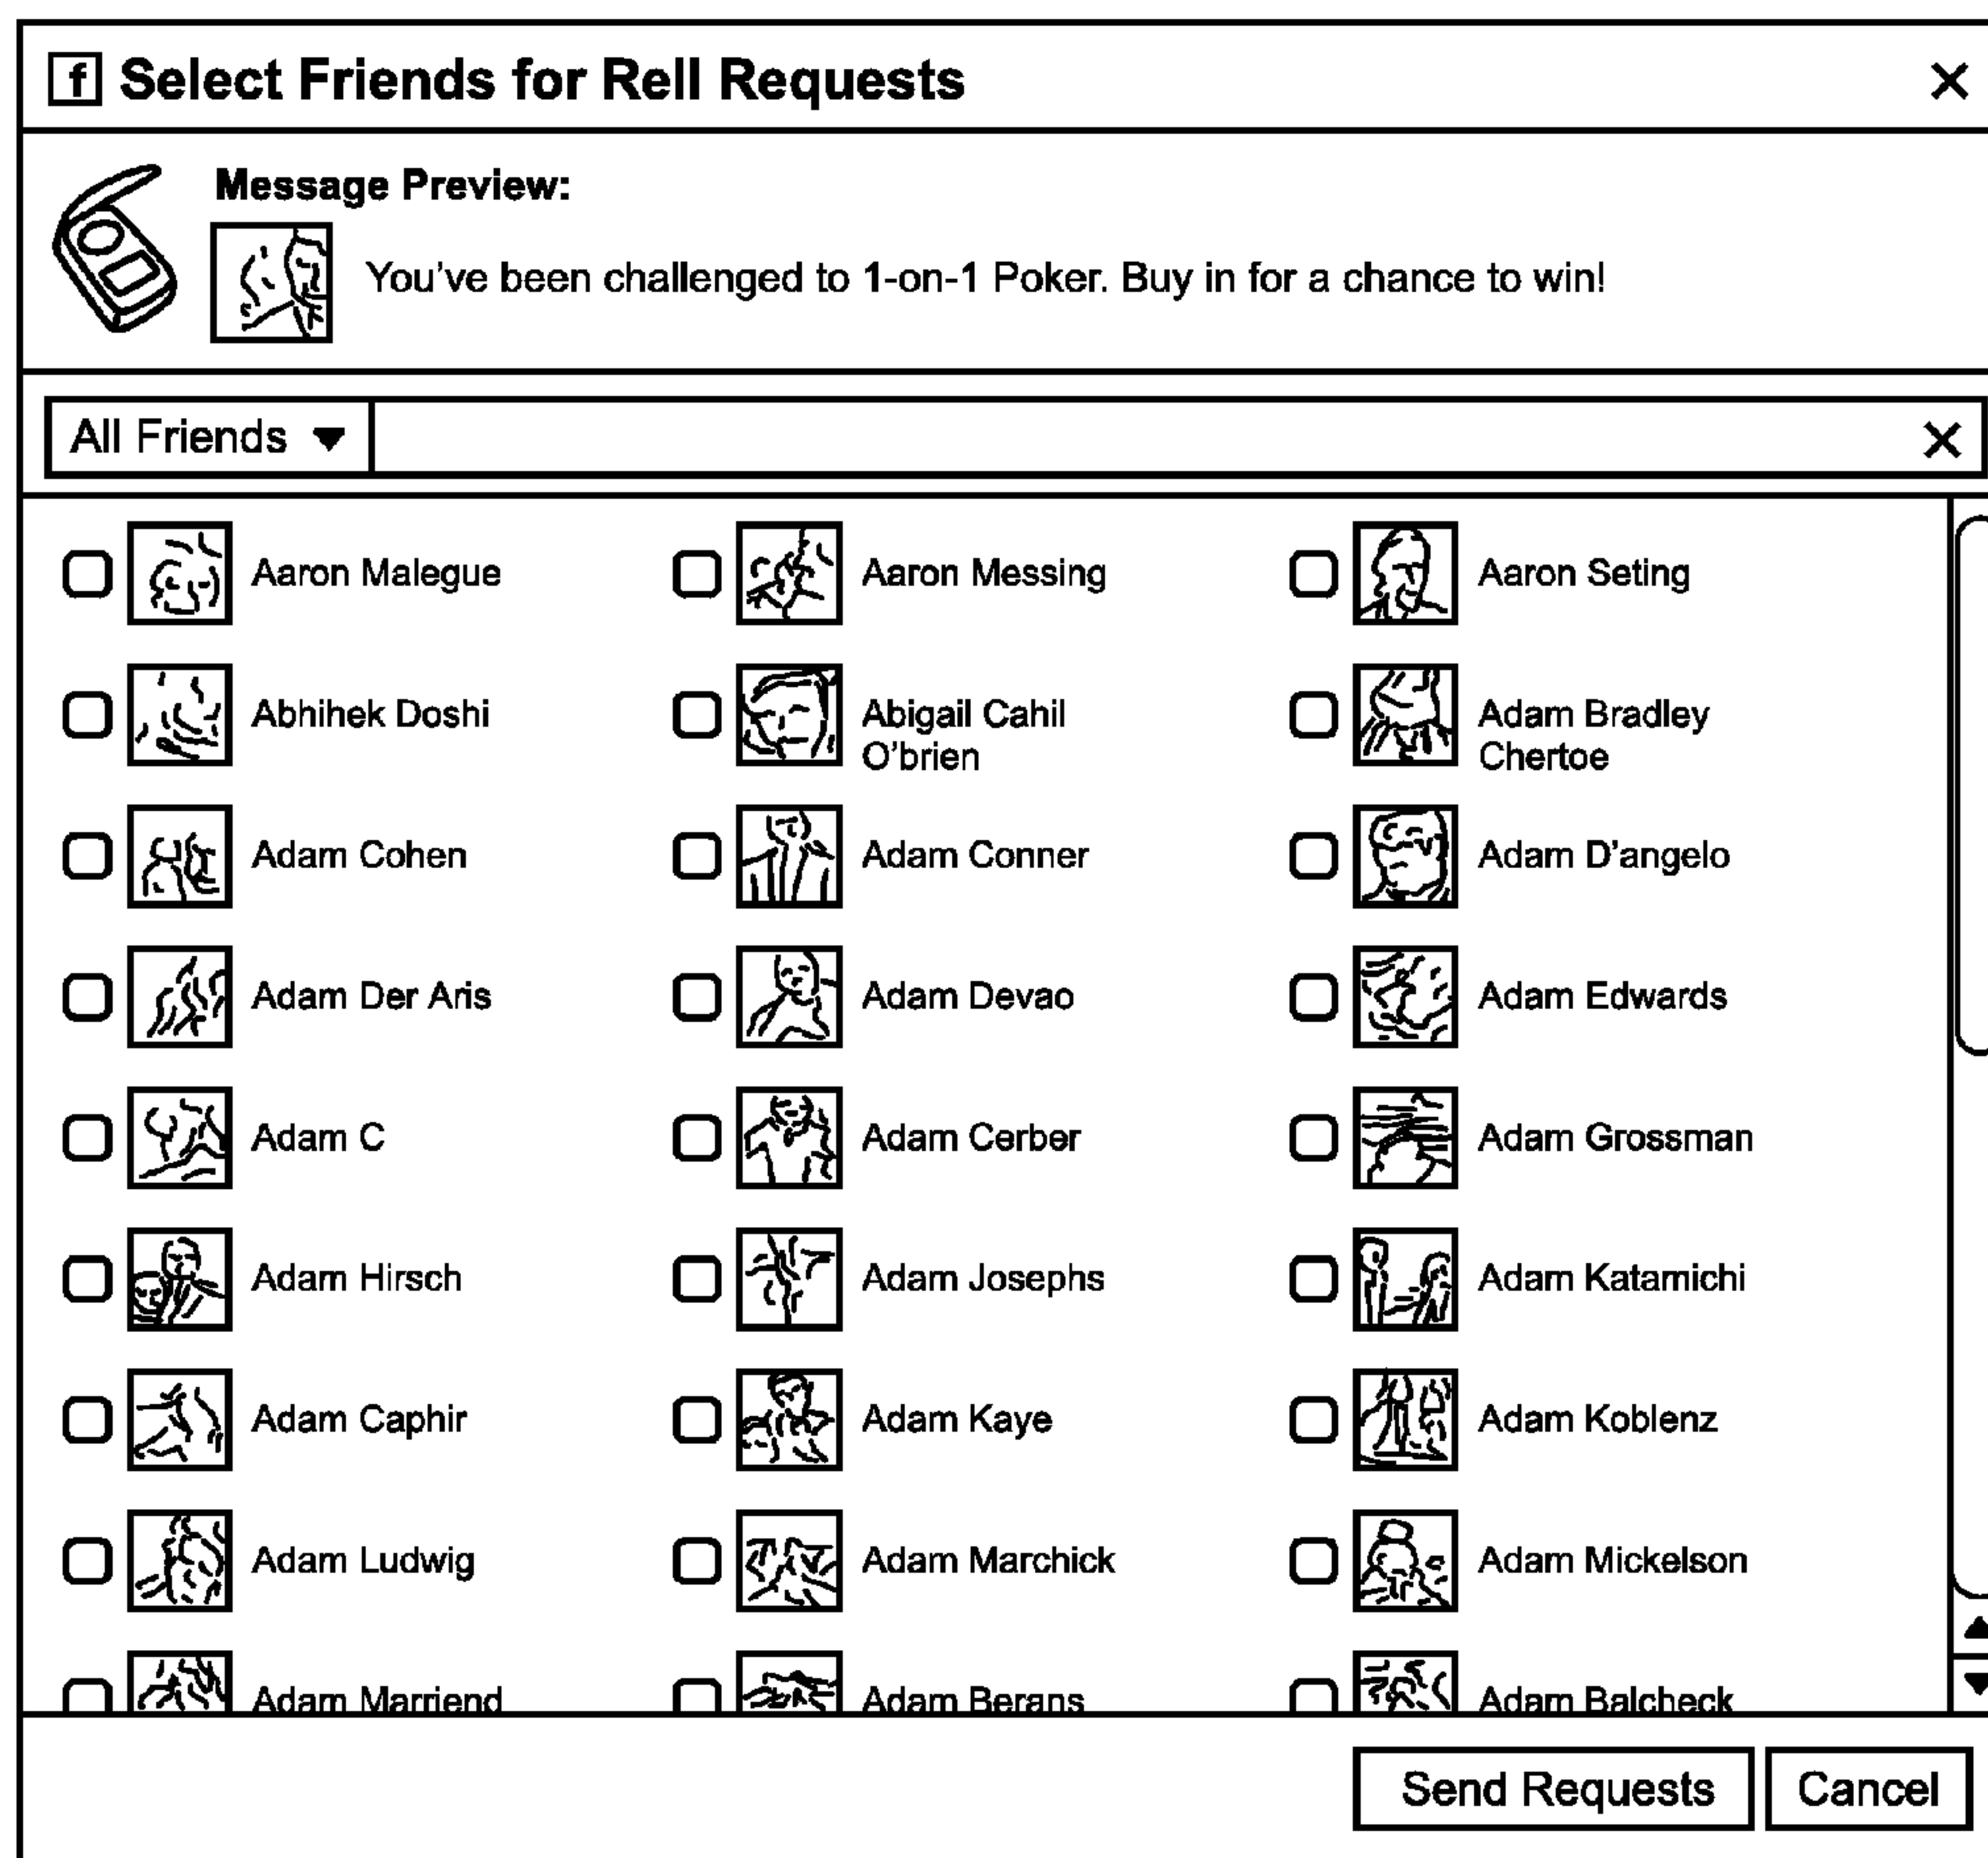 f Select Friends for Rell Requests
Message Preview:
You've been challenged to 1-on-1 Poker. Buy in for a chance to win!
All Friends
Aaron Malegue
Aaron Messing
Aaron Seting
Abhihek Doshi
Abigail Cahil
O'brien
Adam Bradley
Chertoe
Adam Cohen
Adam Conner
Adam D'angelo
Adam Der Aris
Adam Devao
Adam Edwards
Adam C
Adam Cerber
Adam Grossman
Adam Hirsch
Adam Josephs
Adam Katamichi
Adam Caphir
Adam Kaye
Adam Koblenz
Adam Ludwig
Adam Marchick
Adam Mickelson
Adam Marriend
Adam Berans
Adam Balcheck
Send Requests
Cancel